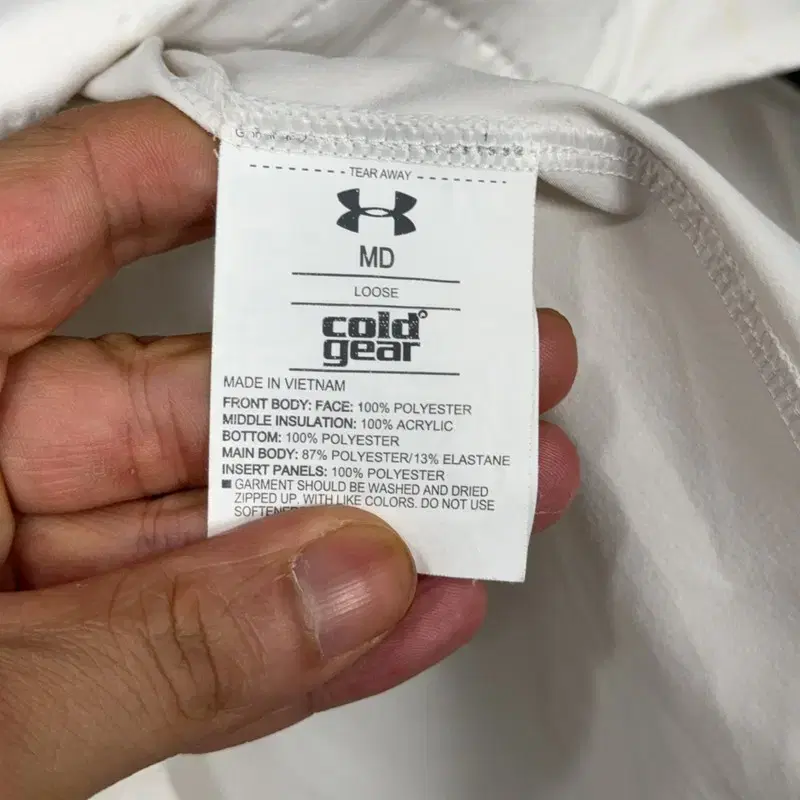 TEAR AWAY
MD
LOOSE
cold
gear
MADE IN VIETNAM
FRONT BODY: FACE: 100% POLYESTER
MIDDLE INSULATION: 100% ACRYLIC
BOTTOM: 100% POLYESTER
MAIN BODY: 87% POLYESTER/13% ELASTANE
INSERT PANELS: 100% POLYESTER
■ GARMENT SHOULD BE WASHED AND DRIED
ZIPPED UP. WITH LIKE COLORS. DO NOT USE